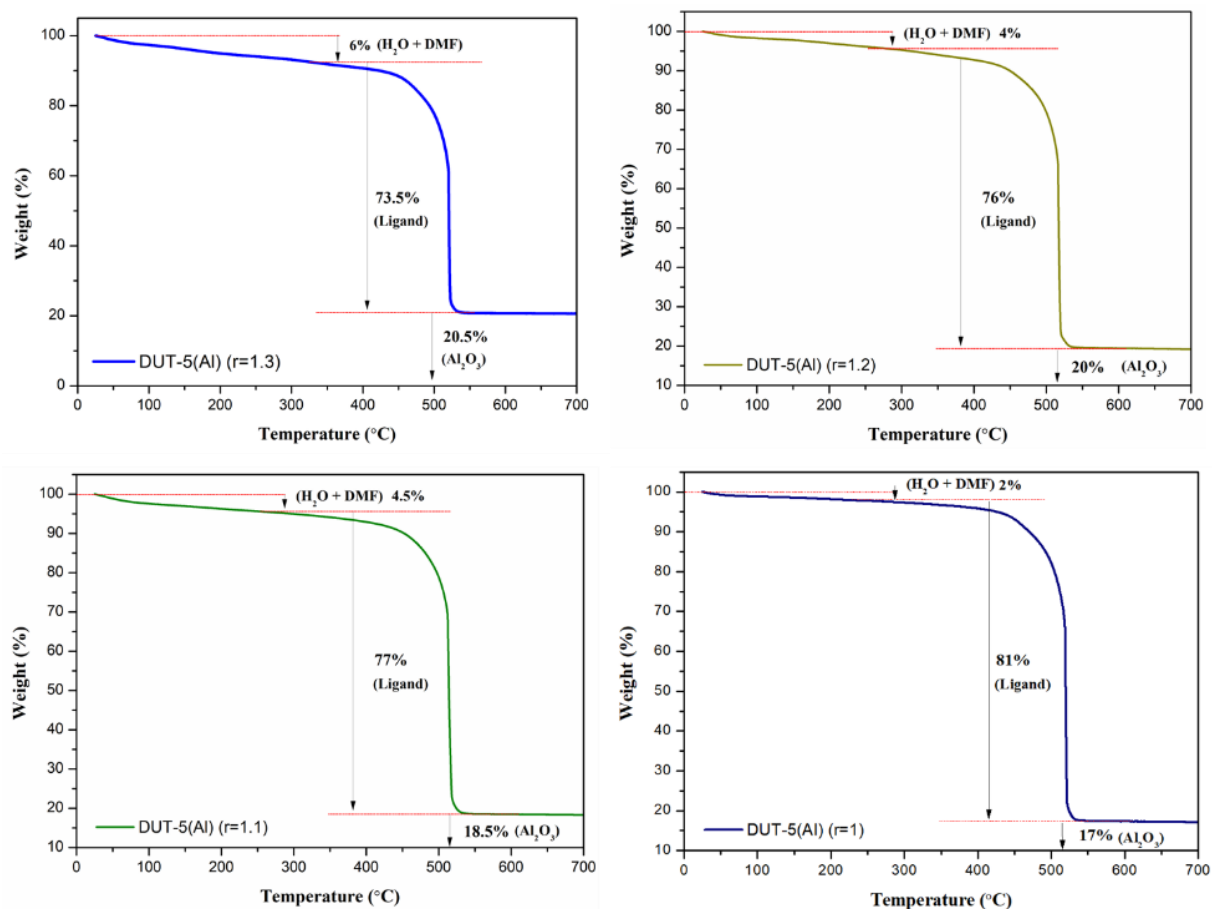 100
80
60
40
20
0
Weight (%)
6% (H₂O + DMF)
73.5%
(Ligand)
20.5%
(Al₂O₃)
DUT-5(Al) (r=1.3)
0 100 200 300 400 500 600 700
Temperature (°C)
100
90
80
70
60
50
40
30
20
10
Weight (%)
(H₂O + DMF) 4%
76%
(Ligand)
20% (Al₂O₃)
DUT-5(Al) (r=1.2)
0 100 200 300 400 500 600 700
Temperature (°C)
100
90
80
70
60
50
40
30
20
10
Weight (%)
(H₂O + DMF) 4.5%
77%
(Ligand)
18.5% (Al₂O₃)
DUT-5(Al) (r=1.1)
0 100 200 300 400 500 600 700
Temperature (°C)
100
90
80
70
60
50
40
30
20
10
Weight (%)
(H₂O + DMF) 2%
81%
(Ligand)
17% (Al₂O₃)
DUT-5(Al) (r=1)
0 100 200 300 400 500 600 700
Temperature (°C)